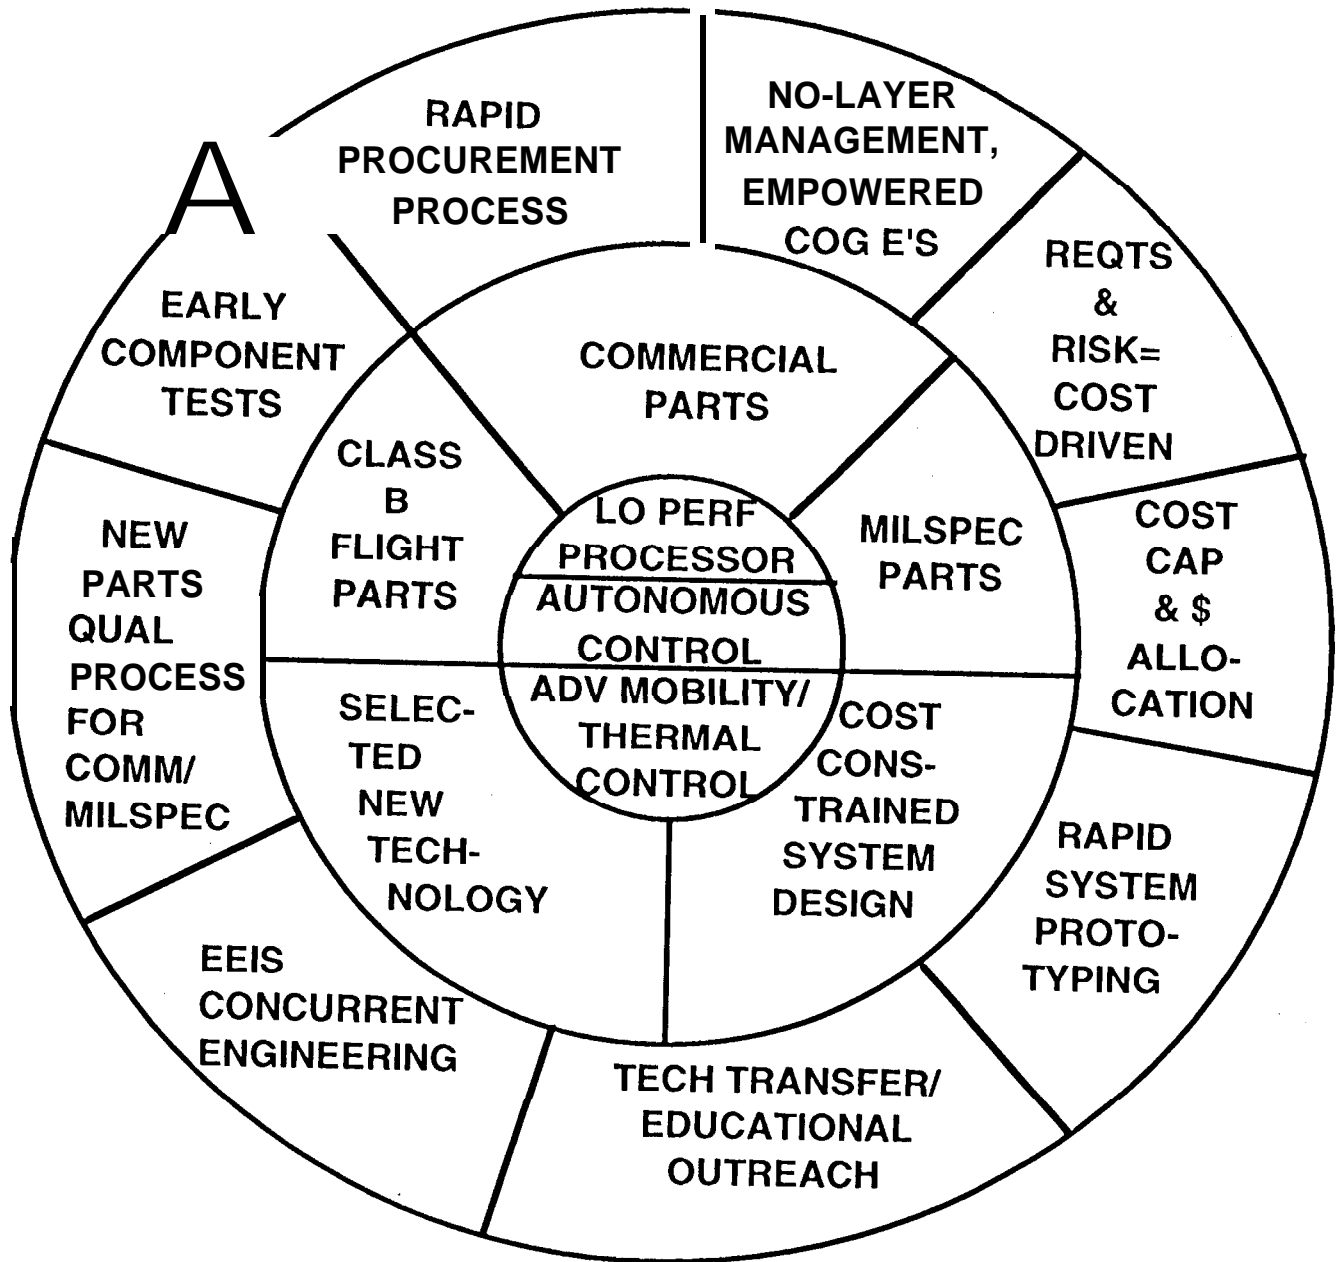 RAPID
PROCUREMENT
PROCESS
NO-LAYER
MANAGEMENT,
EMPOWERED
COG E'S
A
REQTS
&
RISK=
COST
DRIVEN
EARLY
COMPONENT
TESTS
COMMERCIAL
PARTS
CLASS
B
FLIGHT
PARTS
LO PERF
PROCESSOR
AUTONOMOUS
CONTROL
ADV MOBILITY/
THERMAL
CONTROL
MILSPEC
PARTS
COST
CAP
& $
ALLO-
CATION
NEW
PARTS
QUAL
PROCESS
FOR
COMM/
MILSPEC
SELEC-
TED
NEW
TECH-
NOLOGY
COST
CONS-
TRAINED
SYSTEM
DESIGN
RAPID
SYSTEM
PROTO-
TYPING
EEIS
CONCURRENT
ENGINEERING
TECH TRANSFER/
EDUCATIONAL
OUTREACH